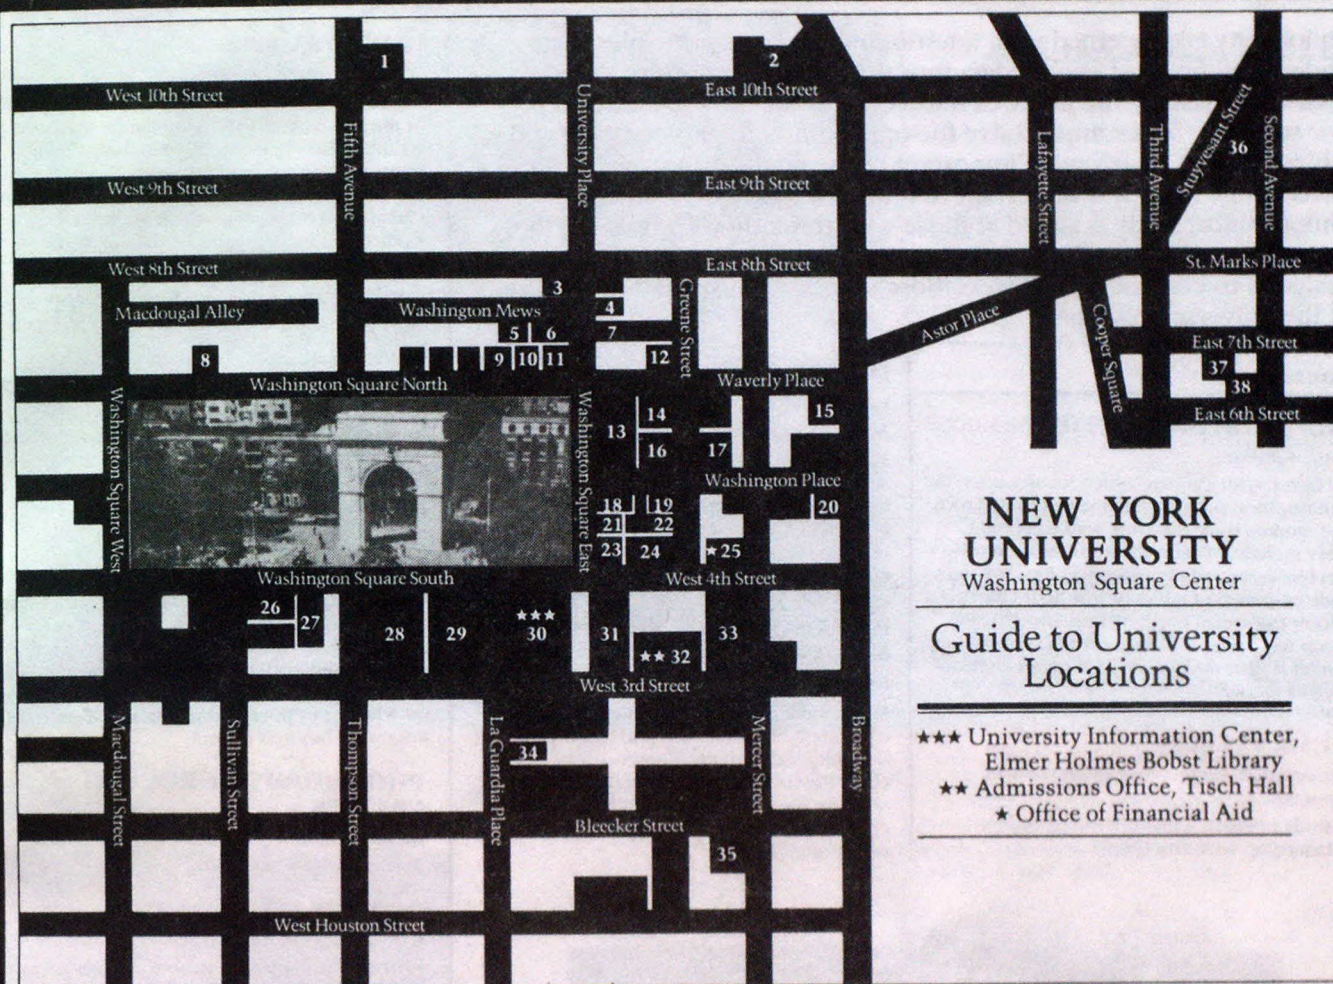 1
2
West 10th Street
East 10th Street
University Place
Fifth Avenue
Lafayette Street
Third Avenue
Stuyvesant Street
36
Second Avenue
West 9th Street
East 9th Street
West 8th Street
East 8th Street
St. Marks Place
3
Macdougal Alley
Washington Mews
4
Greene Street
Astor Place
Cooper Square
5
6
7
East 7th Street
8
9
10
11
12
37
38
Washington Square North
Waverly Place
East 6th Street
Washington Square West
Washington Square East
13
14
15
16
17
Washington Place
18
19
20
21
22
23
24
★25
Washington Square South
West 4th Street
26
27
28
29
★★★
30
31
★★ 32
33
West 3rd Street
Macdougal Street
Sullivan Street
Thompson Street
La Guardia Place
Mercer Street
Broadway
34
Bleecker Street
35
West Houston Street
NEW YORK
UNIVERSITY
Washington Square Center
Guide to University
Locations
★★★ University Information Center,
Elmer Holmes Bobst Library
★★ Admissions Office, Tisch Hall
★ Office of Financial Aid